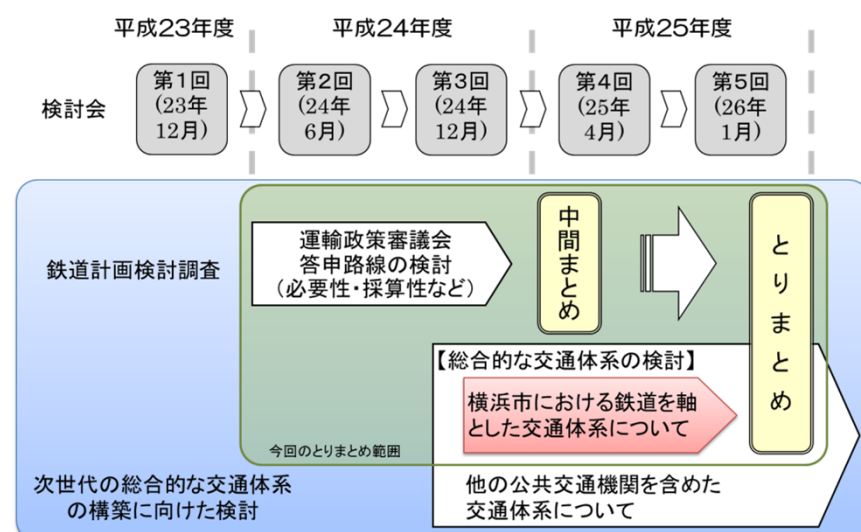 平成23年度
平成24年度
平成25年度
検討会
第1回
(23年
12月)
第2回
(24年
6月)
第3回
(24年
12月)
第4回
(25年
4月)
第5回
(26年
1月)
鉄道計画検討調査
運輸政策審議会
答申路線の検討
(必要性・採算性など)
中間まとめ
とりまとめ
【総合的な交通体系の検討】
横浜市における鉄道を軸
とした交通体系について
今回のとりまとめ範囲
次世代の総合的な交通体系
の構築に向けた検討
他の公共交通機関を含めた
交通体系について